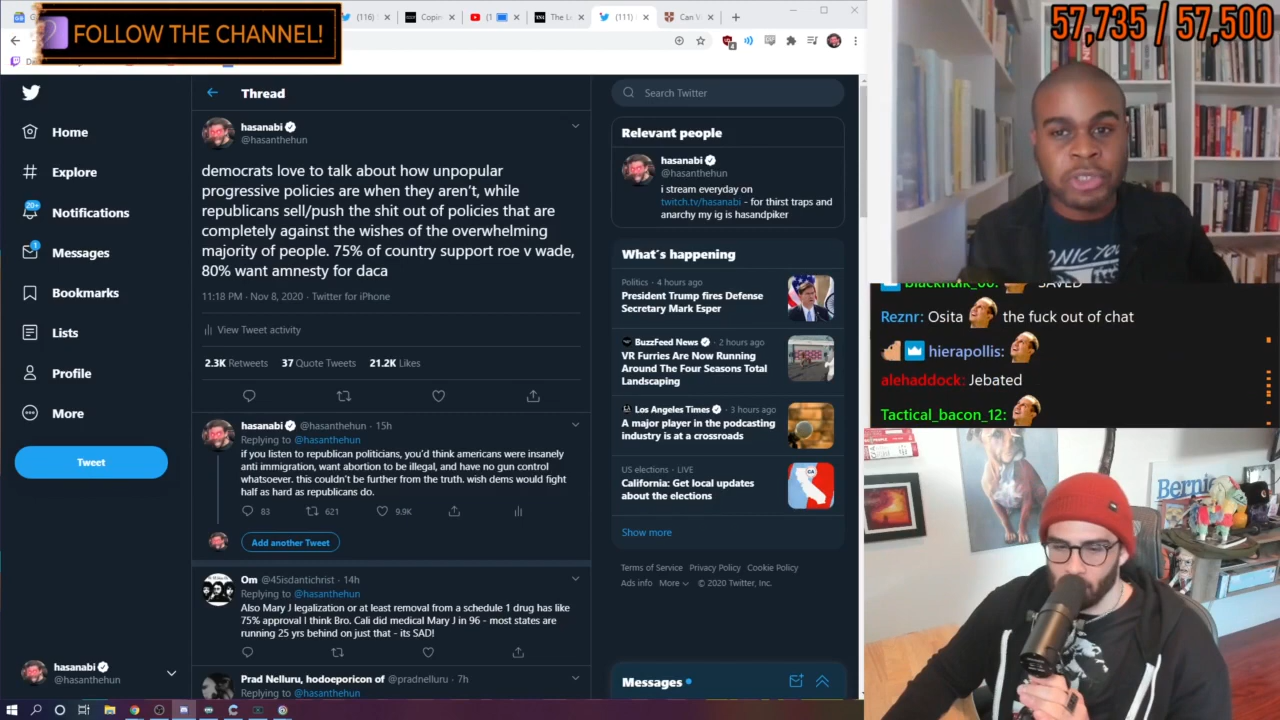 FOLLOW THE CHANNEL!
(116)
Copin
(1
The L
(111)
Can V
57,735 / 57,500
Thread
Search Twitter
Home
Explore
20+
Notifications
1
Messages
Bookmarks
Lists
Profile
More
Tweet
hasanabi
@hasanthehun
hasanabi
@hasanthehun
democrats love to talk about how unpopular
progressive policies are when they aren't, while
republicans sell/push the shit out of policies that are
completely against the wishes of the overwhelming
majority of people. 75% of country support roe v wade,
80% want amnesty for daca
11:18 PM · Nov 8, 2020 · Twitter for iPhone
View Tweet activity
2.3K Retweets 37 Quote Tweets 21.2K Likes
hasanabi @hasanthehun · 15h
Replying to @hasanthehun
if you listen to republican politicians, you'd think americans were insanely
anti immigration, want abortion to be illegal, and have no gun control
whatsoever. this couldn't be further from the truth. wish dems would fight
half as hard as republicans do.
83 621 9.9K
Add another Tweet
Om @45isdantichrist · 14h
Replying to @hasanthehun
Also Mary J legalization or at least removal from a schedule 1 drug has like
75% approval I think Bro. Cali did medical Mary J in 96 - most states are
running 25 yrs behind on just that - its SAD!
Prad Nelluru, hodoeporicon of @pradnelluru · 7h
Replying to @hasanthehun
Relevant people
hasanabi
@hasanthehun
i stream everyday on
twitch.tv/hasanabi - for thirst traps and
anarchy my ig is hasandpiker
What's happening
Politics · 4 hours ago
President Trump fires Defense
Secretary Mark Esper
BuzzFeed News · 2 hours ago
VR Furries Are Now Running
Around The Four Seasons Total
Landscaping
Los Angeles Times · 3 hours ago
A major player in the podcasting
industry is at a crossroads
US elections · LIVE
California: Get local updates
about the elections
Show more
Terms of Service Privacy Policy Cookie Policy
Ads info More © 2020 Twitter, Inc.
Messages
SAVED
Reznr: Osita the fuck out of chat
hierapollis:
alehaddock: Jebated
Tactical_bacon_12:
Bernie